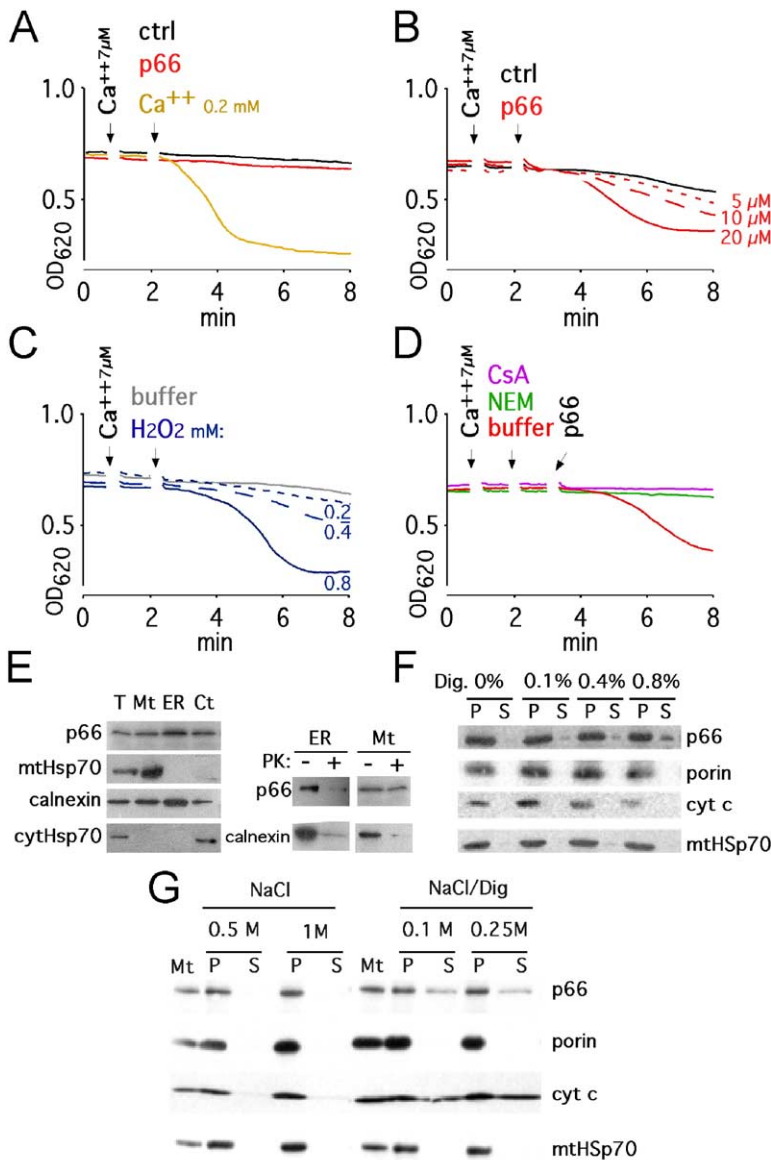 A
Ca++7µM
ctrl
p66
Ca++ 0.2 mM
1.0
0.5
OD620
0 2 4 6 8
min
B
Ca++7µM
ctrl
p66
1.0
0.5
OD620
5 µM
10 µM
20 µM
0 2 4 6 8
min
C
Ca++7µM
buffer
H2O2 mM:
1.0
0.5
OD620
0.2
0.4
0.8
0 2 4 6 8
min
D
Ca++7µM
CsA
NEM
buffer
p66
1.0
0.5
OD620
0 2 4 6 8
min
E
T Mt ER Ct
p66
mtHsp70
calnexin
cytHsp70
ER Mt
PK: - + - +
p66
calnexin
F
Dig. 0% 0.1% 0.4% 0.8%
P S P S P S P S
p66
porin
cyt c
mtHSp70
G
NaCl NaCl/Dig
0.5 M 1M 0.1 M 0.25M
Mt P S P S Mt P S P S
p66
porin
cyt c
mtHSp70